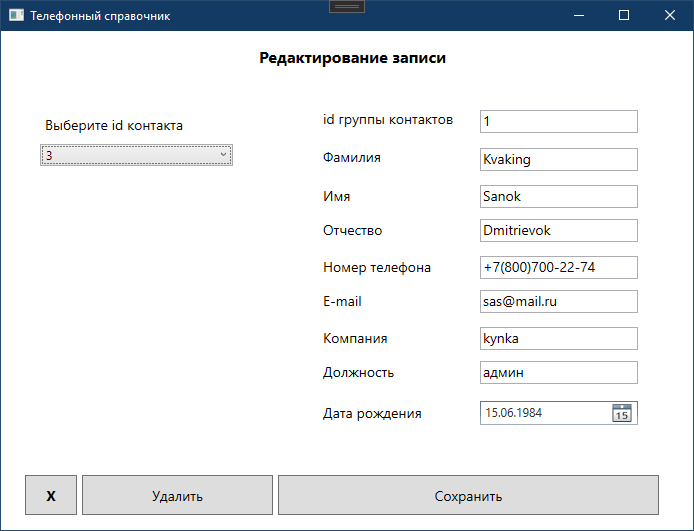 Телефонный справочник
Редактирование записи
Выберите id контакта
3
id группы контактов 1
Фамилия Kvaking
Имя Sanok
Отчество Dmitrievok
Номер телефона +7(800)700-22-74
E-mail sas@mail.ru
Компания kynka
Должность админ
Дата рождения 15.06.1984 15
X Удалить Сохранить